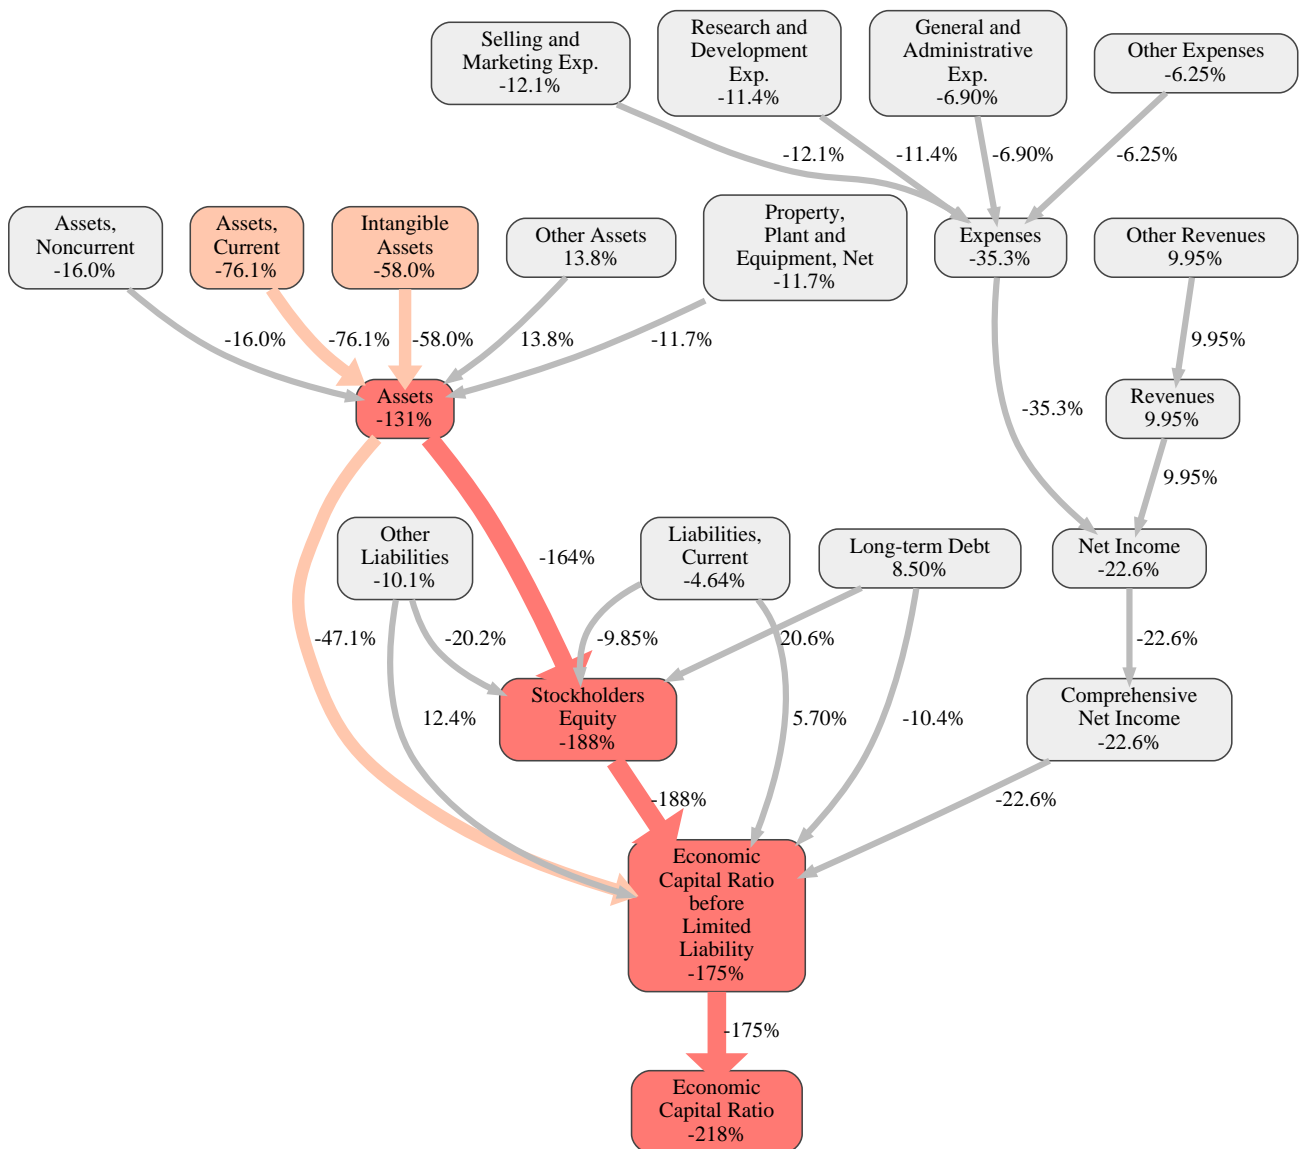 Selling and
Marketing Exp.
-12.1%
Research and
Development
Exp.
-11.4%
General and
Administrative
Exp.
-6.90%
Other Expenses
-6.25%
-12.1%
-11.4%
-6.90%
-6.25%
Assets,
Noncurrent
-16.0%
Assets,
Current
-76.1%
Intangible
Assets
-58.0%
Other Assets
13.8%
Property,
Plant and
Equipment, Net
-11.7%
Expenses
-35.3%
Other Revenues
9.95%
-16.0%
-76.1%
-58.0%
13.8%
-11.7%
9.95%
Assets
-131%
-35.3%
Revenues
9.95%
9.95%
Other
Liabilities
-10.1%
-164%
Liabilities,
Current
-4.64%
Long-term Debt
8.50%
Net Income
-22.6%
-47.1%
-20.2%
-9.85%
20.6%
-22.6%
Stockholders
Equity
-188%
12.4%
5.70%
-10.4%
Comprehensive
Net Income
-22.6%
-188%
-22.6%
Economic
Capital Ratio
before
Limited
Liability
-175%
-175%
Economic
Capital Ratio
-218%